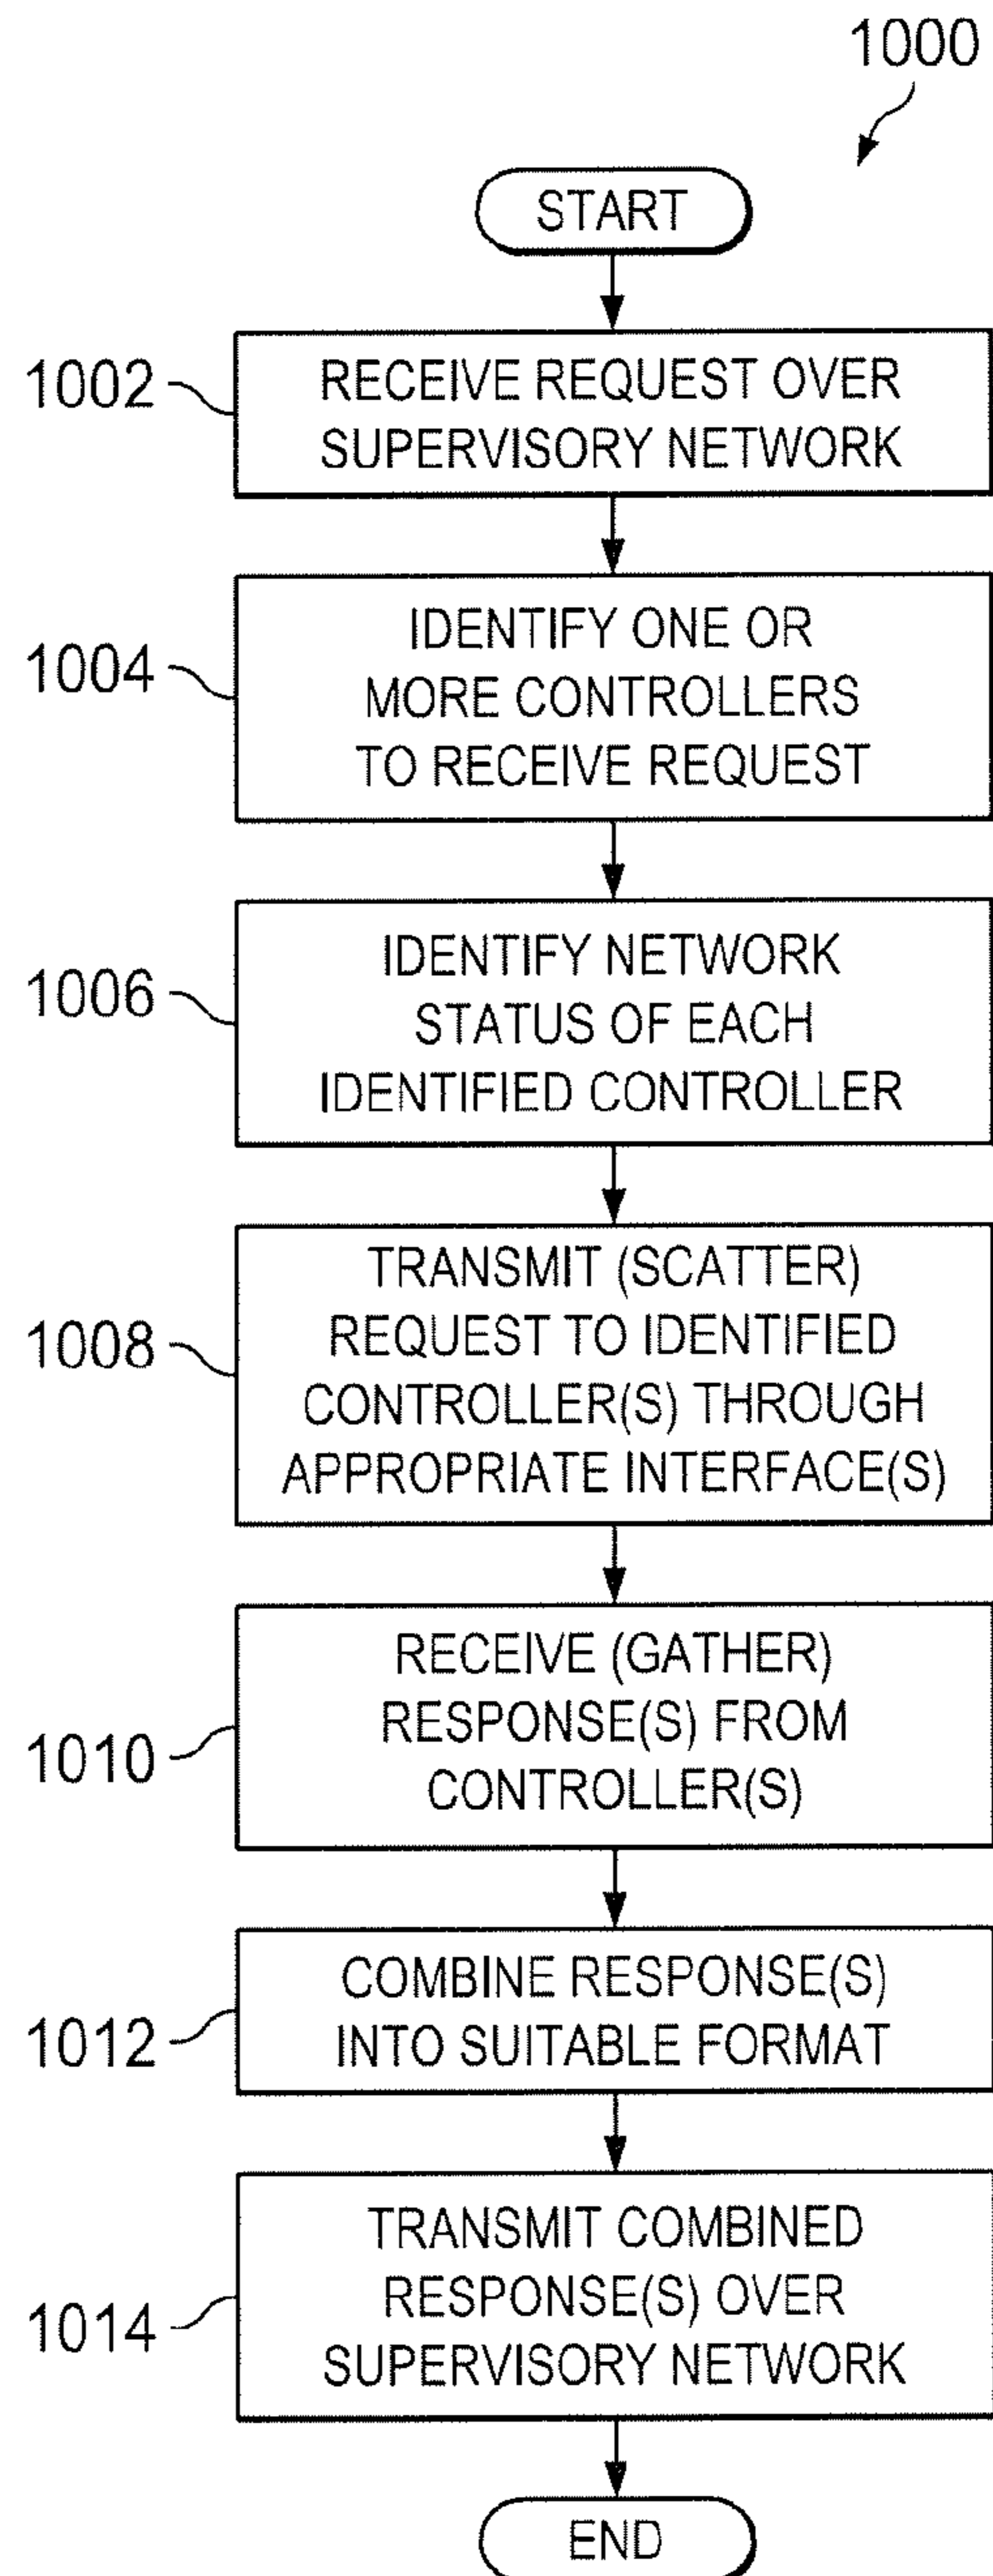 1000
START
1002
RECEIVE REQUEST OVER
SUPERVISORY NETWORK
1004
IDENTIFY ONE OR
MORE CONTROLLERS
TO RECEIVE REQUEST
1006
IDENTIFY NETWORK
STATUS OF EACH
IDENTIFIED CONTROLLER
1008
TRANSMIT (SCATTER)
REQUEST TO IDENTIFIED
CONTROLLER(S) THROUGH
APPROPRIATE INTERFACE(S)
1010
RECEIVE (GATHER)
RESPONSE(S) FROM
CONTROLLER(S)
1012
COMBINE RESPONSE(S)
INTO SUITABLE FORMAT
1014
TRANSMIT COMBINED
RESPONSE(S) OVER
SUPERVISORY NETWORK
END